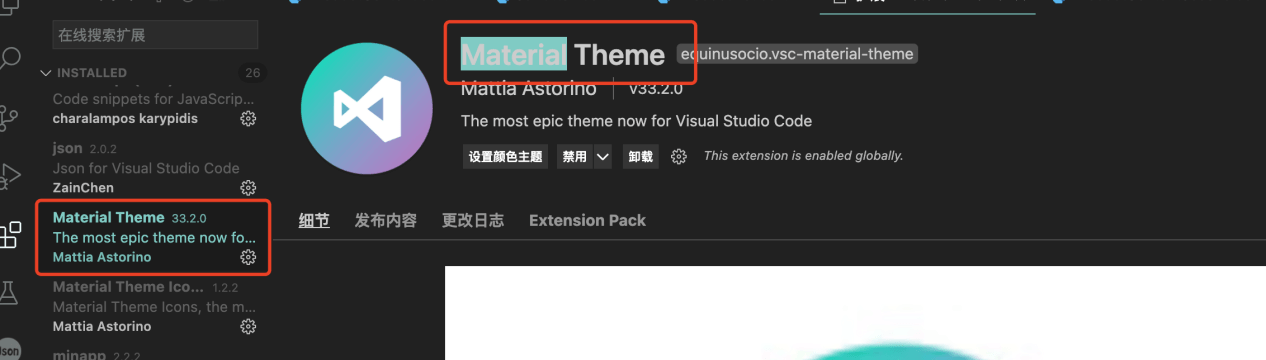 在线搜索扩展
INSTALLED 26
Code snippets for JavaScrip...
charalampos karypidis
json 2.0.2
Json for Visual Studio Code
ZainChen
Material Theme 33.2.0
The most epic theme now fo...
Mattia Astorino
Material Theme Ico... 1.2.2
Material Theme Icons, the m...
Mattia Astorino
minapp 2.2.2
Json
Material Theme equinusocio.vsc-material-theme
Mattia Astorino v33.2.0
The most epic theme now for Visual Studio Code
设置颜色主题 禁用 卸载 This extension is enabled globally.
细节 发布内容 更改日志 Extension Pack